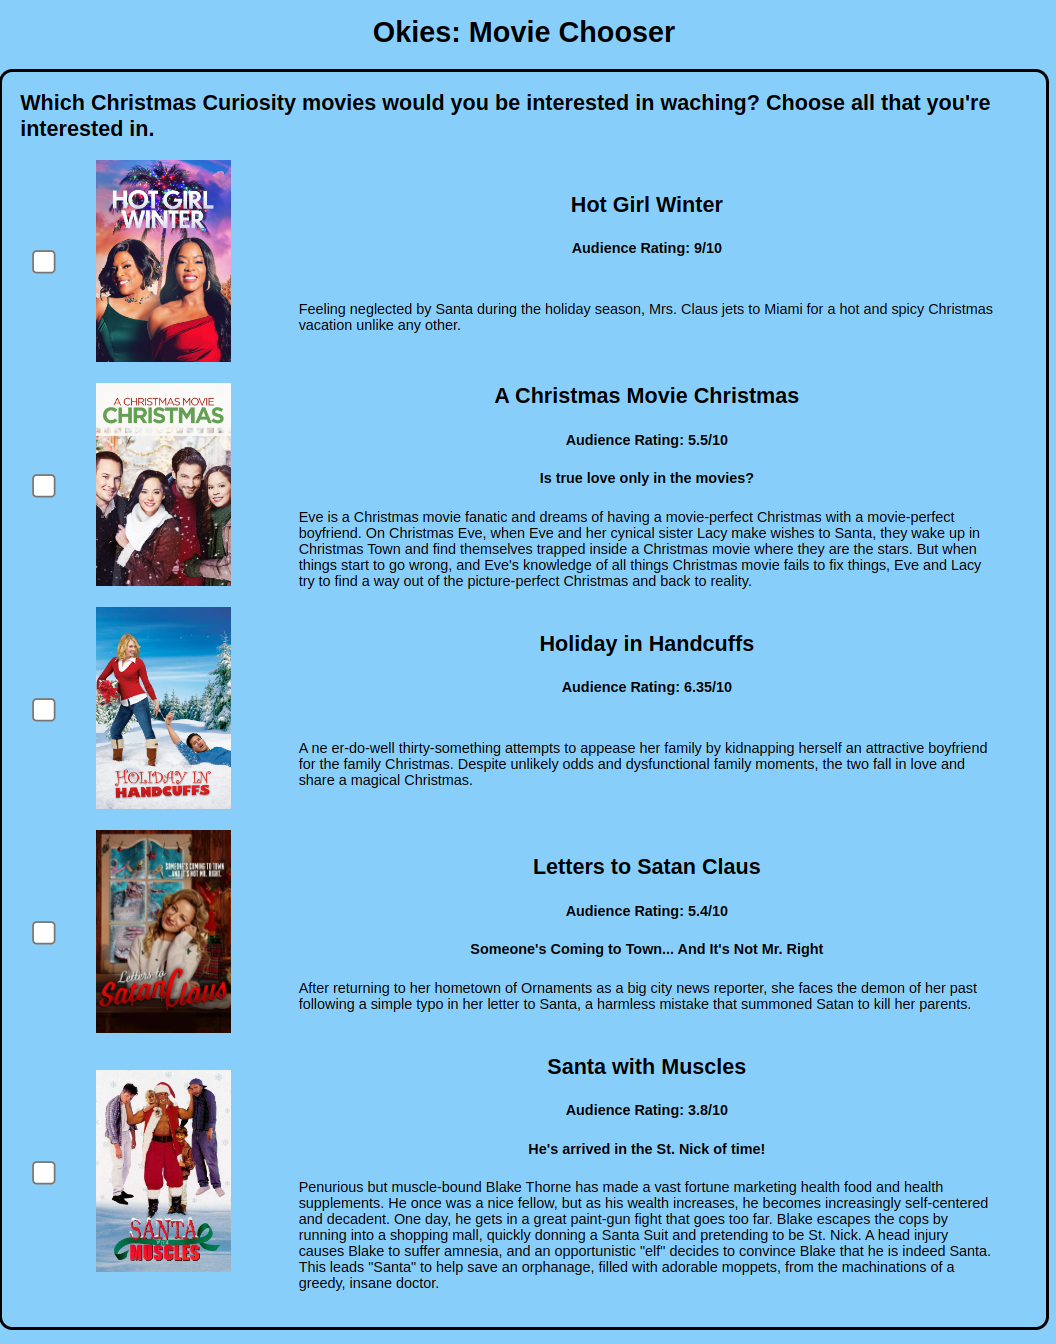 Okies: Movie Chooser
Which Christmas Curiosity movies would you be interested in waching? Choose all that you're
interested in.
HOT GIRL
WINTER
Hot Girl Winter
Audience Rating: 9/10
Feeling neglected by Santa during the holiday season, Mrs. Claus jets to Miami for a hot and spicy Christmas
vacation unlike any other.
A CHRISTMAS MOVIE
CHRISTMAS
A Christmas Movie Christmas
Audience Rating: 5.5/10
Is true love only in the movies?
Eve is a Christmas movie fanatic and dreams of having a movie-perfect Christmas with a movie-perfect
boyfriend. On Christmas Eve, when Eve and her cynical sister Lacy make wishes to Santa, they wake up in
Christmas Town and find themselves trapped inside a Christmas movie where they are the stars. But when
things start to go wrong, and Eve's knowledge of all things Christmas movie fails to fix things, Eve and Lacy
try to find a way out of the picture-perfect Christmas and back to reality.
HOLIDAY IN
HANDCUFFS
Holiday in Handcuffs
Audience Rating: 6.35/10
A ne er-do-well thirty-something attempts to appease her family by kidnapping herself an attractive boyfriend
for the family Christmas. Despite unlikely odds and dysfunctional family moments, the two fall in love and
share a magical Christmas.
SOMEONE'S COMING TO TOWN
...AND IT'S NOT MR. RIGHT.
Letters to
Satan Claus
Letters to Satan Claus
Audience Rating: 5.4/10
Someone's Coming to Town... And It's Not Mr. Right
After returning to her hometown of Ornaments as a big city news reporter, she faces the demon of her past
following a simple typo in her letter to Santa, a harmless mistake that summoned Satan to kill her parents.
SANTA
WITH
MUSCLES
Santa with Muscles
Audience Rating: 3.8/10
He's arrived in the St. Nick of time!
Penurious but muscle-bound Blake Thorne has made a vast fortune marketing health food and health
supplements. He once was a nice fellow, but as his wealth increases, he becomes increasingly self-centered
and decadent. One day, he gets in a great paint-gun fight that goes too far. Blake escapes the cops by
running into a shopping mall, quickly donning a Santa Suit and pretending to be St. Nick. A head injury
causes Blake to suffer amnesia, and an opportunistic "elf" decides to convince Blake that he is indeed Santa.
This leads "Santa" to help save an orphanage, filled with adorable moppets, from the machinations of a
greedy, insane doctor.